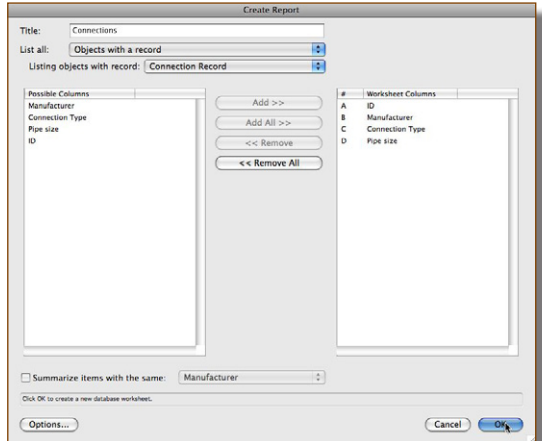 Create Report
Title: Connections
List all: Objects with a record
Listing objects with record: Connection Record
Possible Columns
Manufacturer
Connection Type
Pipe size
ID
Add >>
Add All >>
<< Remove
<< Remove All
# Worksheet Columns
A ID
B Manufacturer
C Connection Type
D Pipe size
Summarize items with the same: Manufacturer
Click OK to create a new database worksheet.
Options...
Cancel
OK